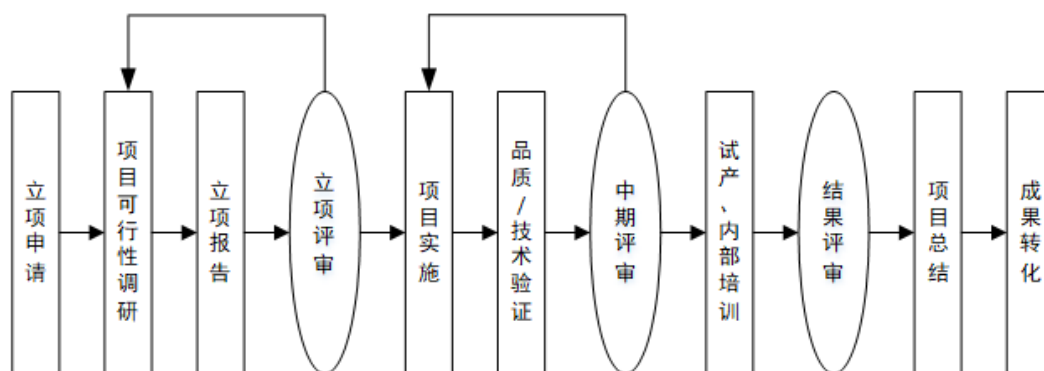 立项申请
项目可行性调研
立项报告
立项评审
项目实施
品质/技术验证
中期评审
试产、内部培训
结果评审
项目总结
成果转化